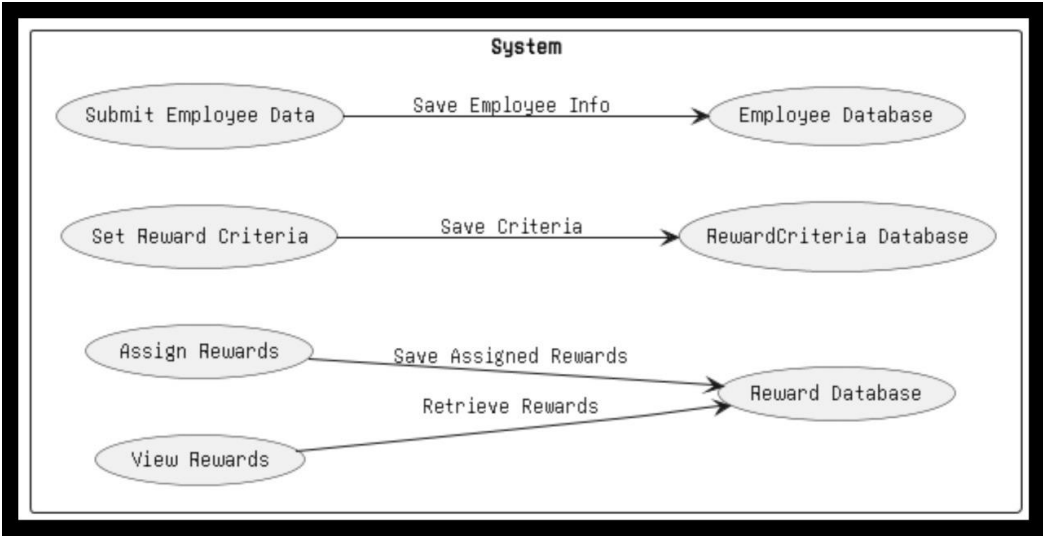 System
Submit Employee Data
Save Employee Info
Employee Database
Set Reward Criteria
Save Criteria
RewardCriteria Database
Assign Rewards
Save Assigned Rewards
Reward Database
Retrieve Rewards
View Rewards